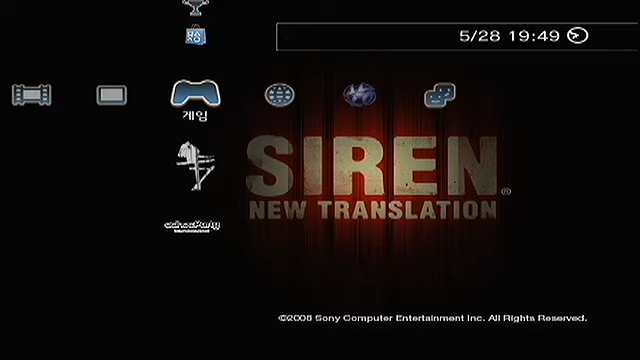 5/28 19:49
게임
SIREN®
NEW TRANSLATION
©2008 Sony Computer Entertainment Inc. All Rights Reserved.